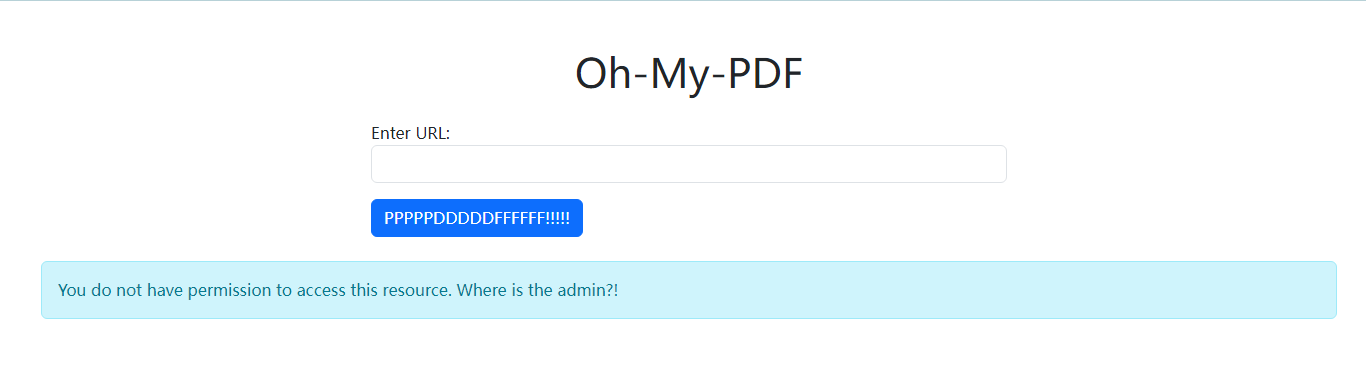 Oh-My-PDF
Enter URL:
PPPPPDDDDDFFFFFF!!!!!
You do not have permission to access this resource. Where is the admin?!